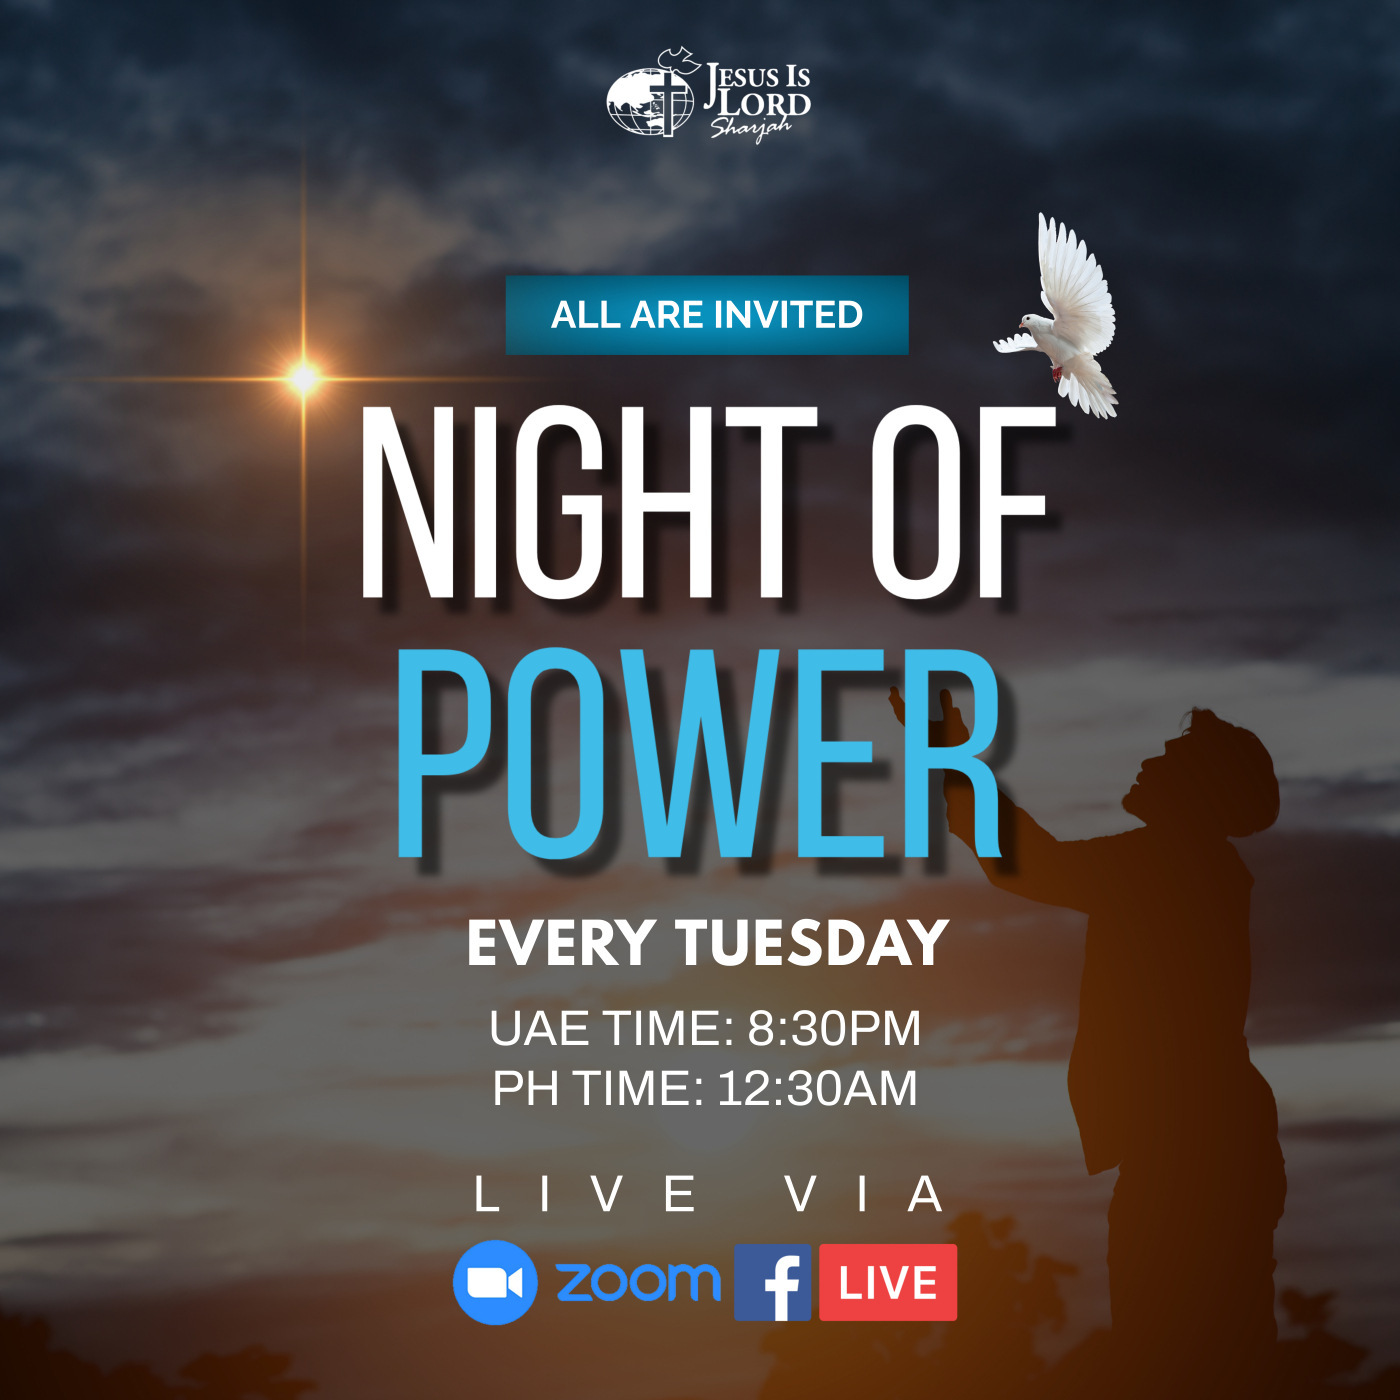 JESUS IS
LORD
Sharjah
ALL ARE INVITED
NIGHT OF
POWER
EVERY TUESDAY
UAE TIME: 8:30PM
PH TIME: 12:30AM
LIVE VIA
zoom f LIVE